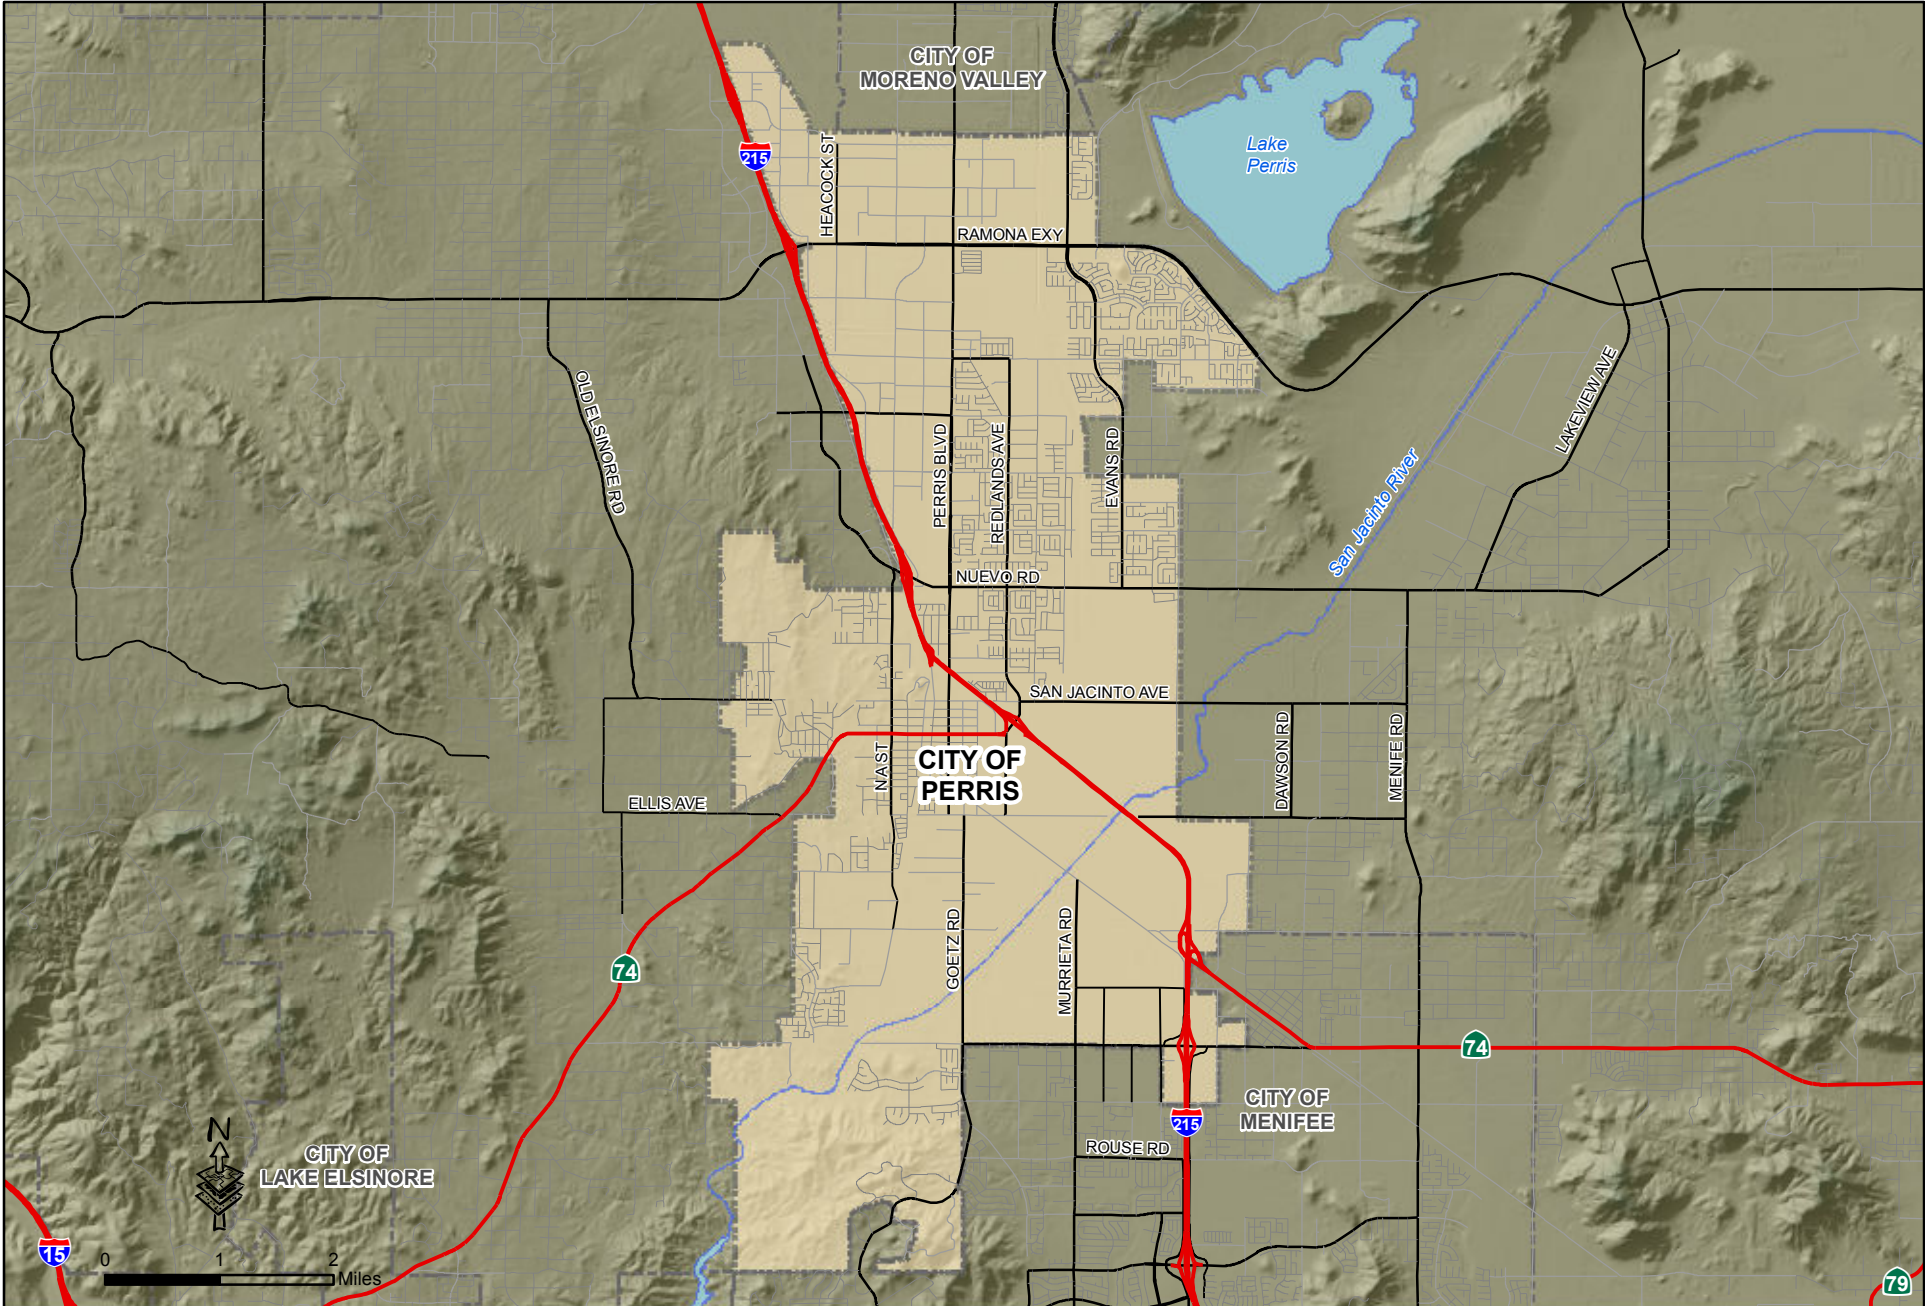 CITY OF
MORENO VALLEY
215
HEACOCK ST
Lake
Perris
RAMONA EXY
OLD ELSINORE RD
PERRIS BLVD
REDLANDS AVE
EVANS RD
LAKEVIEW AVE
San Jacinto River
NUEVO RD
SAN JACINTO AVE
N A ST
CITY OF
PERRIS
DAWSON RD
MENIFEE RD
ELLIS AVE
GOETZ RD
MURRIETA RD
74
74
CITY OF
MENIFEE
215
ROUSE RD
N
CITY OF
LAKE ELSINORE
15
0 1 2
Miles
79